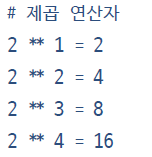 # 제곱 연산자
2 ** 1 = 2
2 ** 2 = 4
2 ** 3 = 8
2 ** 4 = 16